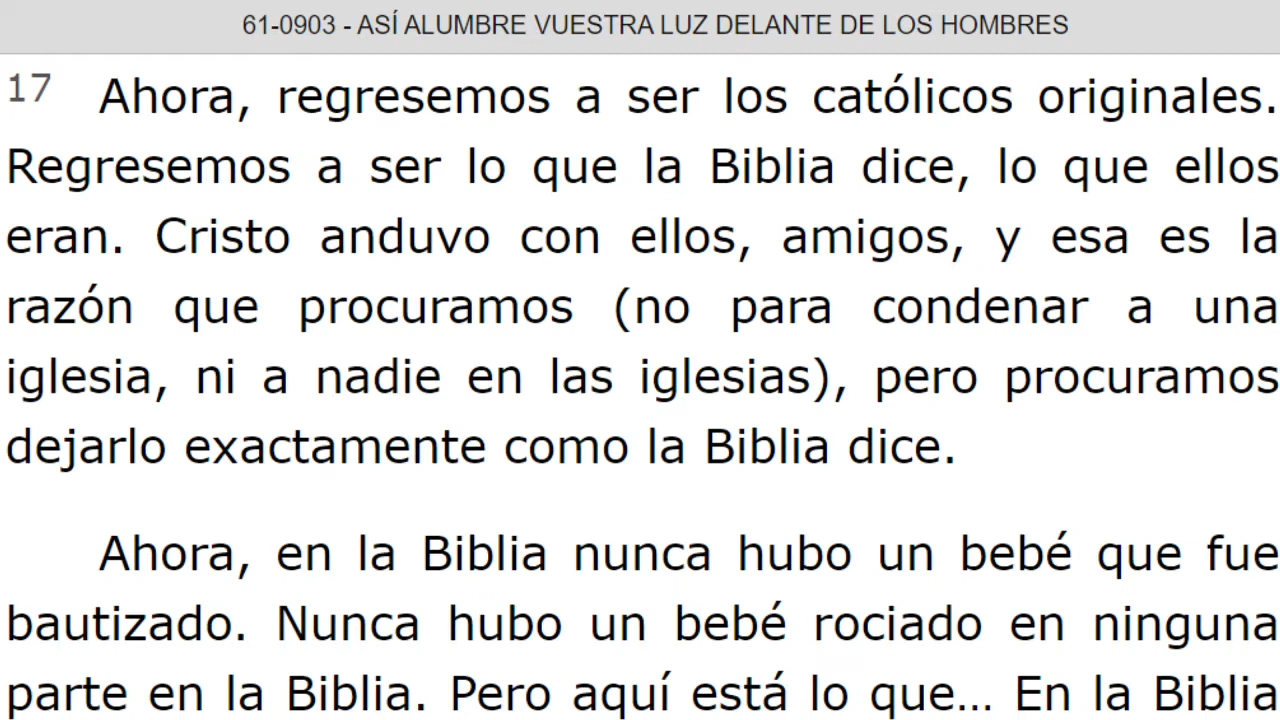 61-0903 - ASÍ ALUMBRE VUESTRA LUZ DELANTE DE LOS HOMBRES
17 Ahora, regresemos a ser los católicos originales.
Regresemos a ser lo que la Biblia dice, lo que ellos
eran. Cristo anduvo con ellos, amigos, y esa es la
razón que procuramos (no para condenar a una
iglesia, ni a nadie en las iglesias), pero procuramos
dejarlo exactamente como la Biblia dice.
Ahora, en la Biblia nunca hubo un bebé que fue
bautizado. Nunca hubo un bebé rociado en ninguna
parte en la Biblia. Pero aquí está lo que... En la Biblia